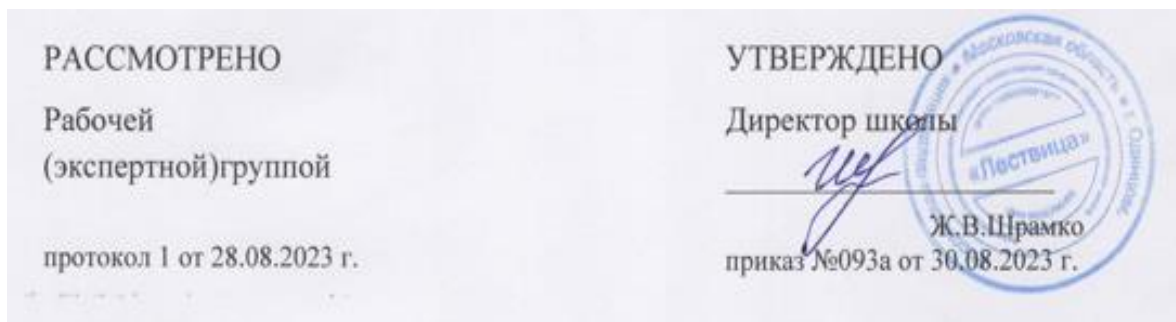 РАССМОТРЕНО
Рабочей
(экспертной)группой
протокол 1 от 28.08.2023 г.
УТВЕРЖДЕНО
Директор школы
Ж.В.Шрамко
приказ №093а от 30.08.2023 г.
Московская область
г. Одинцово
«Лествица»